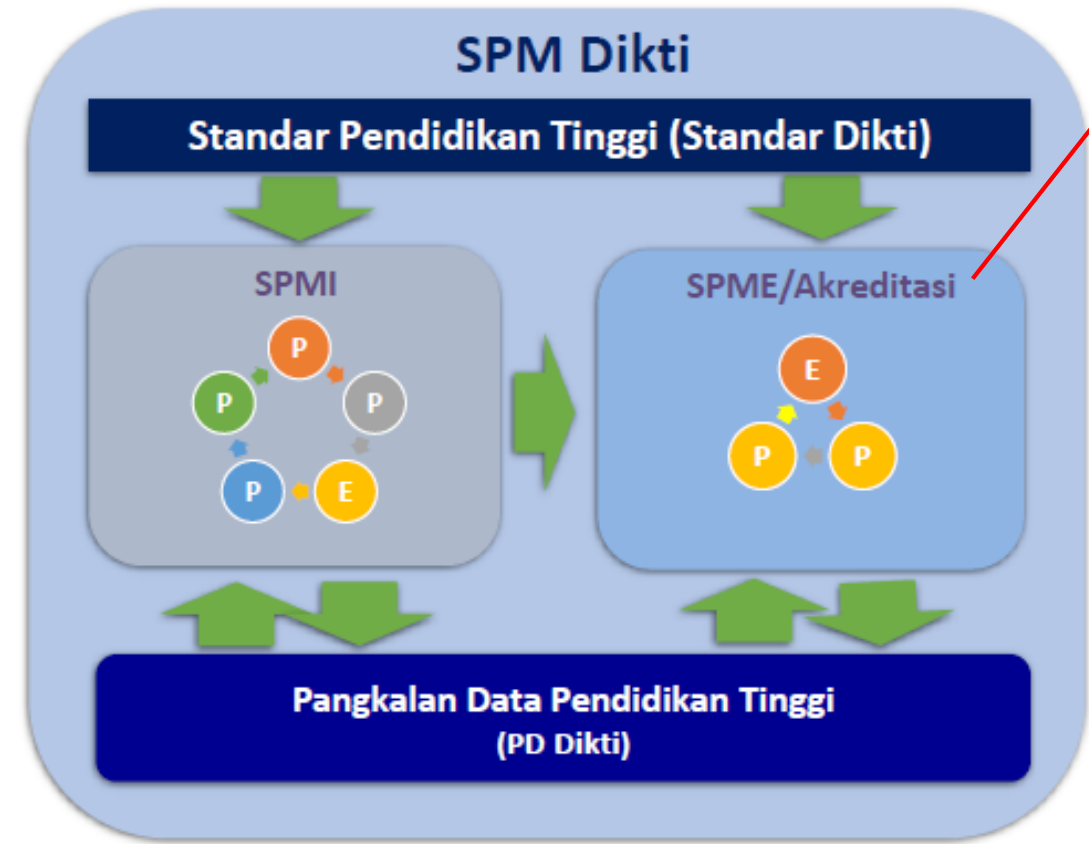 SPM Dikti
Standar Pendidikan Tinggi (Standar Dikti)
SPMI
P
P
P
P
E
SPME/Akreditasi
E
P
P
Pangkalan Data Pendidikan Tinggi
(PD Dikti)